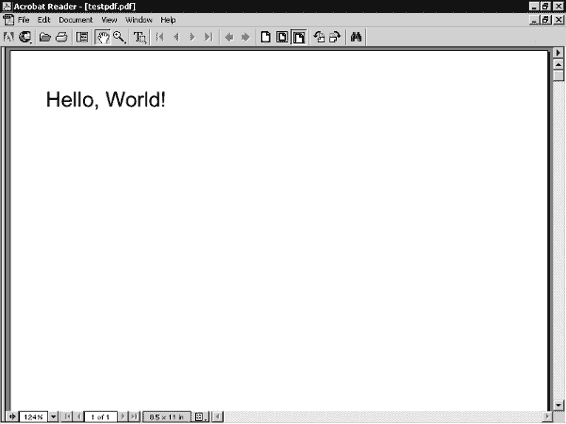 Acrobat Reader - [testpdf.pdf]
File Edit Document View Window Help
Hello, World!
124% 1 of 1 8.5 x 11 in